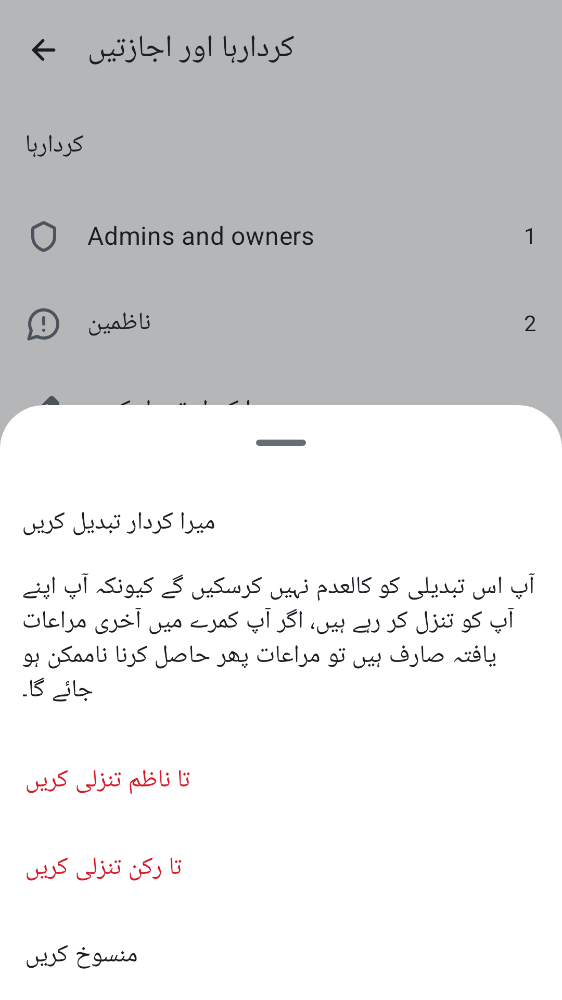 کردارہا اور اجازتیں
کردارہا
Admins and owners 1
ناظمین 2
میرا کردار تبدیل کریں
آپ اس تبدیلی کو کالعدم نہیں کرسکیں گے کیونکہ آپ اپنے
آپ کو تنزل کر رہے ہیں، اگر آپ کمرے میں آخری مراعات
یافتہ صارف ہیں تو مراعات پھر حاصل کرنا ناممکن ہو
جائے گا۔
تا ناظم تنزلی کریں
تا رکن تنزلی کریں
منسوخ کریں